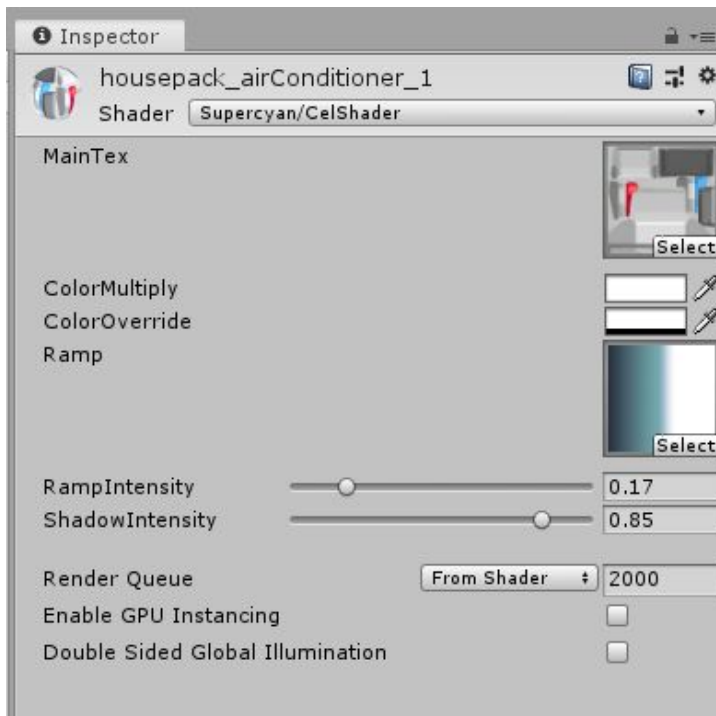 Inspector
housepack_airConditioner_1
Shader Supercyan/CelShader
MainTex
Select
ColorMultiply
ColorOverride
Ramp
Select
RampIntensity 0.17
ShadowIntensity 0.85
Render Queue From Shader 2000
Enable GPU Instancing
Double Sided Global Illumination